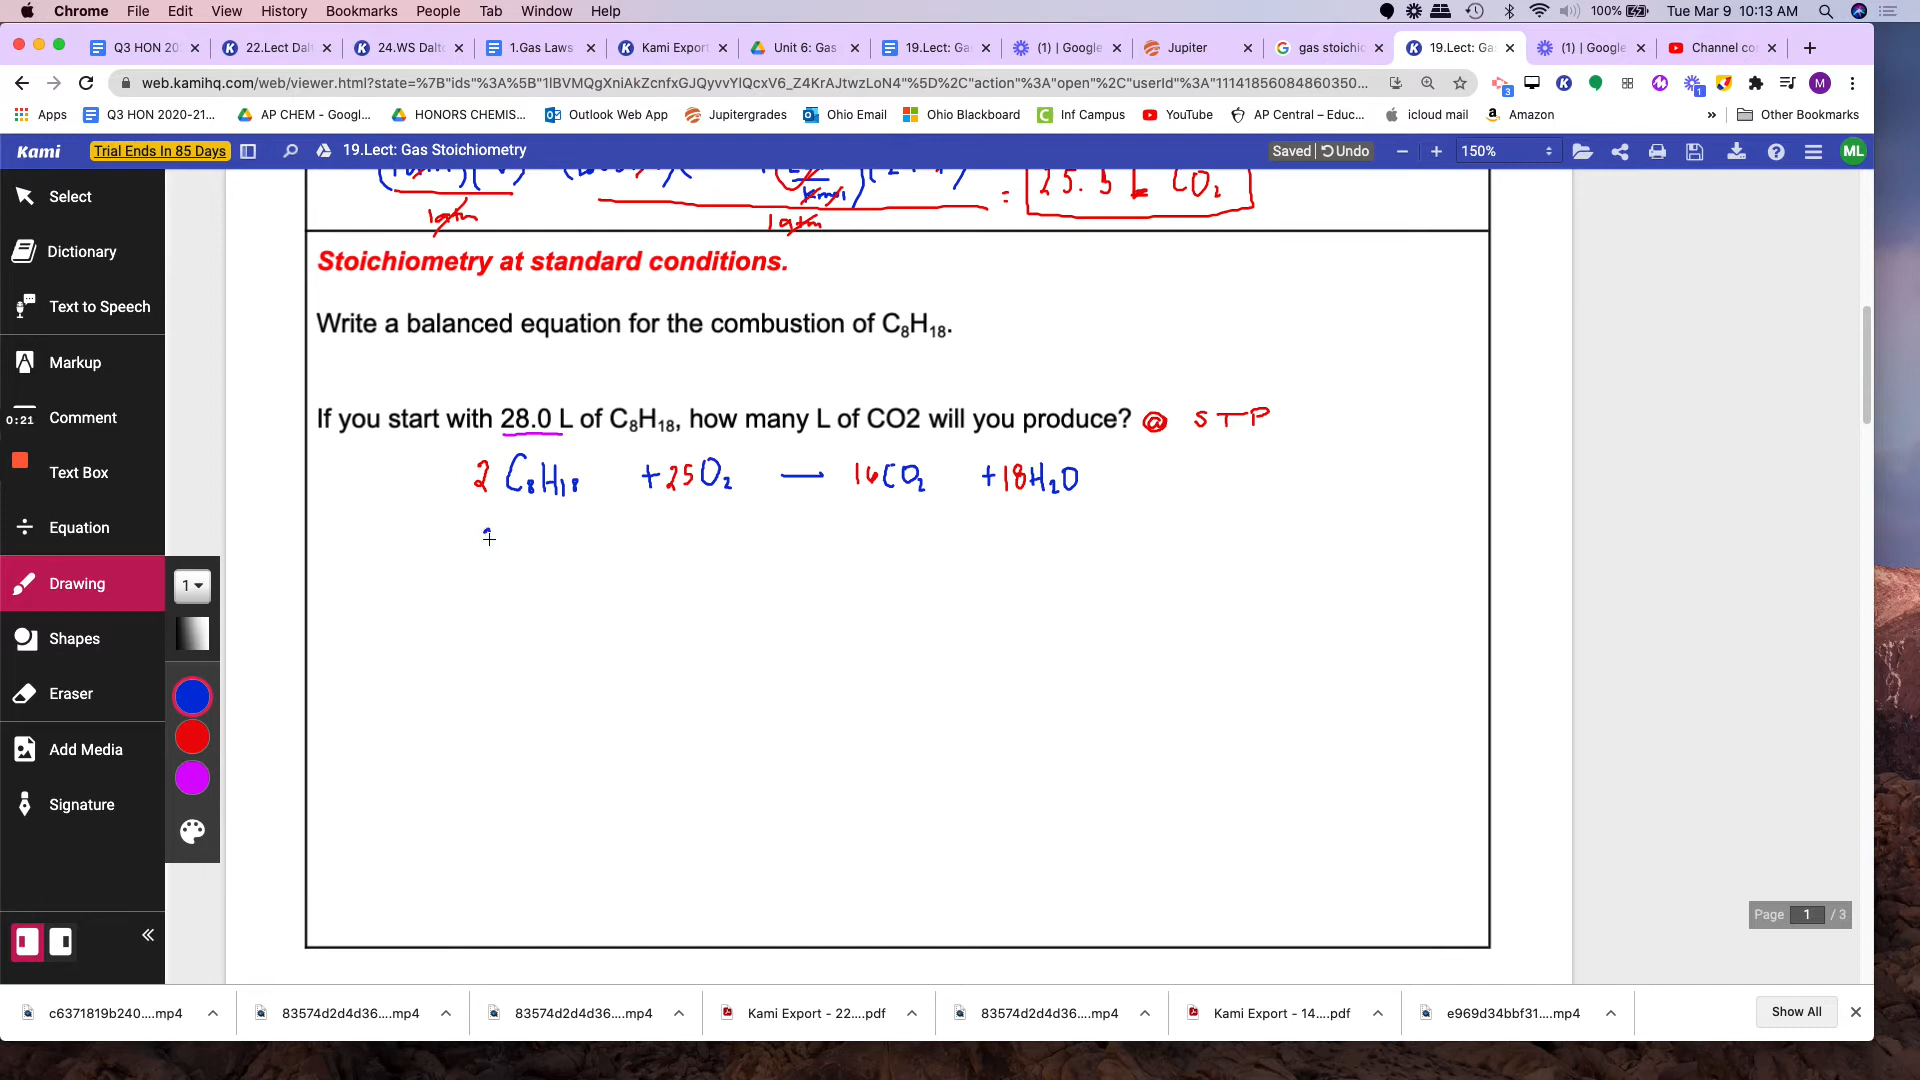 Chrome File Edit View History Bookmarks People Tab Window Help 100% Tue Mar 9 10:13 AM
Q3 HON 20 22.Lect Dalt 24.WS Dalto 1.Gas Laws Kami Export Unit 6: Gas 19.Lect: Ga (1) | Google Jupiter gas stoichic 19.Lect: Ga (1) | Google Channel co
web.kamihq.com/web/viewer.html?state=%7B"ids"%3A%5B"1lBVMQgXniAkZcnfxGJQyvvYlQcxV6_Z4KrAJtwzLoN4"%5D%2C"action"%3A"open"%2C"userId"%3A"11141856084860350...
Apps Q3 HON 2020-21... AP CHEM - Googl... HONORS CHEMIS... Outlook Web App Jupitergrades Ohio Email Ohio Blackboard Inf Campus YouTube AP Central – Educ... icloud mail Amazon » Other Bookmarks
Kami Trial Ends In 85 Days 19.Lect: Gas Stoichiometry Saved Undo 150% ML
Select
Dictionary
Text to Speech
Markup
0:21 Comment
Text Box
Equation
Drawing 1
Shapes
Eraser
Add Media
Signature
1atm 1atm = 25.3 L CO₂
Stoichiometry at standard conditions.
Write a balanced equation for the combustion of C₈H₁₈.
If you start with 28.0 L of C₈H₁₈, how many L of CO2 will you produce? @ STP
2 C₈H₁₈ + 25 O₂ — 16 CO₂ + 18 H₂O
Page 1 / 3
c6371819b240....mp4 83574d2d4d36....mp4 83574d2d4d36....mp4 Kami Export - 22....pdf 83574d2d4d36....mp4 Kami Export - 14....pdf e969d34bbf31....mp4 Show All